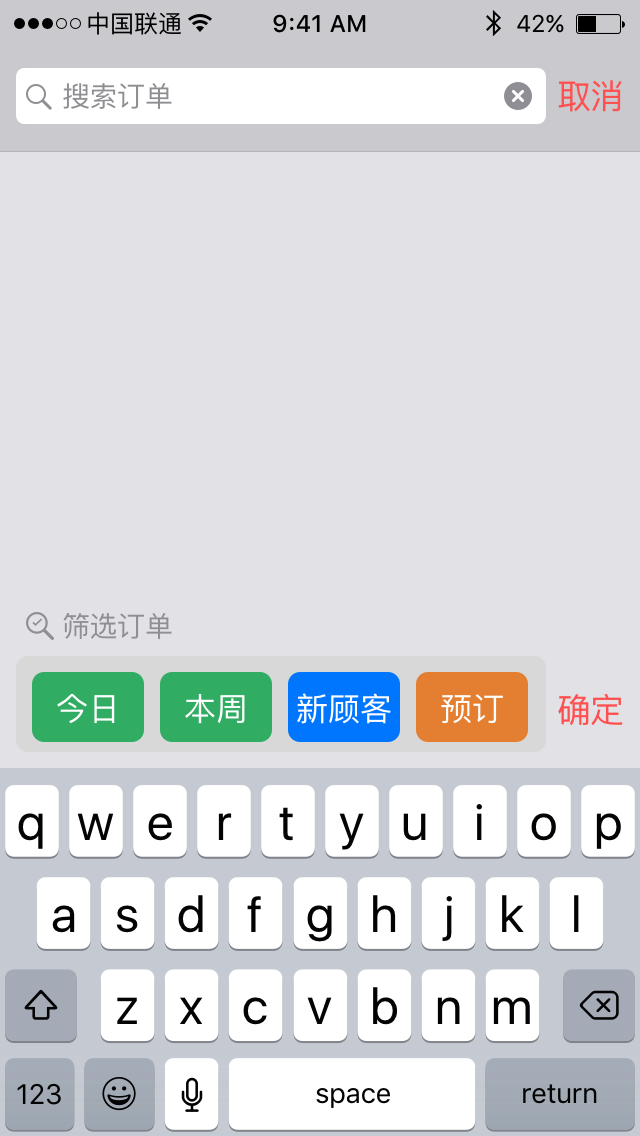 中国联通 9:41 AM 42%
搜索订单 取消
筛选订单
今日 本周 新顾客 预订 确定
q w e r t y u i o p
a s d f g h j k l
z x c v b n m
123 space return